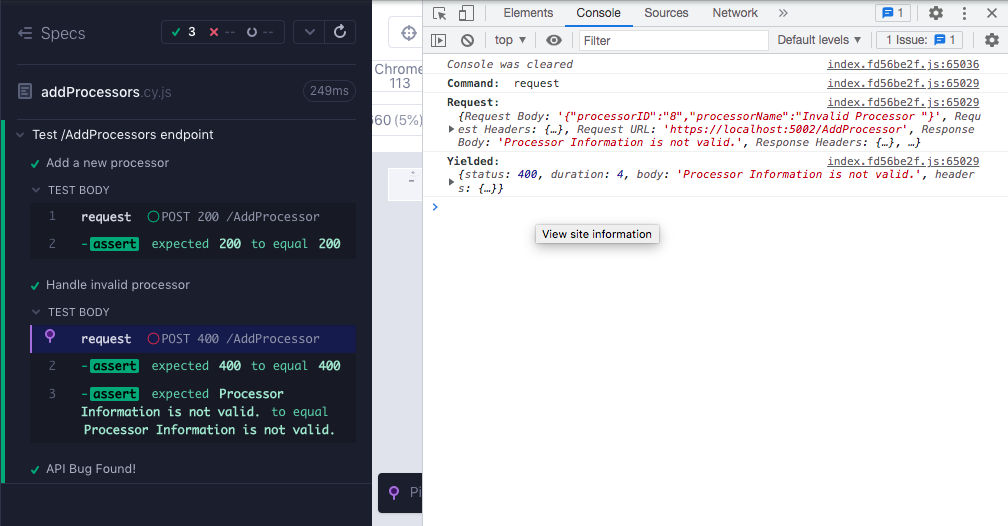 Specs
3 -- --
addProcessors.cy.js 249ms
Test /AddProcessors endpoint
Add a new processor
TEST BODY
1 request POST 200 /AddProcessor
2 -assert expected 200 to equal 200
Handle invalid processor
TEST BODY
request POST 400 /AddProcessor
2 -assert expected 400 to equal 400
3 -assert expected Processor
Information is not valid. to equal
Processor Information is not valid.
API Bug Found!
Chrome
113
660 (5%)
Pi
Elements Console Sources Network » 1
top Filter Default levels 1 Issue: 1
Console was cleared index.fd56be2f.js:65036
Command: request index.fd56be2f.js:65029
Request: index.fd56be2f.js:65029
{Request Body: '{"processorID":"8","processorName":"Invalid Processor "}', Requ
est Headers: {…}, Request URL: 'https://localhost:5002/AddProcessor', Response
Body: 'Processor Information is not valid.', Response Headers: {…}, …}
Yielded: index.fd56be2f.js:65029
{status: 400, duration: 4, body: 'Processor Information is not valid.', header
s: {…}}
View site information